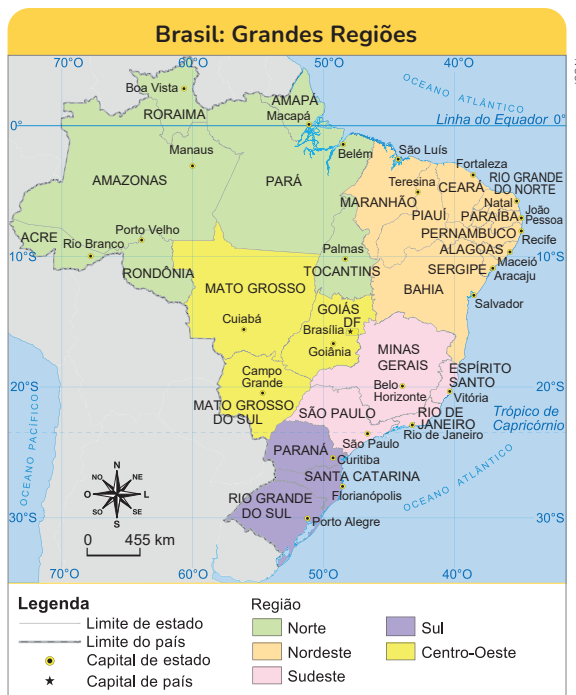 Brasil: Grandes Regiões
70°O
60°O
50°O
40°O
OCEANO ATLÂNTICO
Boa Vista
RORAIMA
AMAPÁ
Macapá
Linha do Equador
0°
0°
Manaus
Belém
São Luís
Fortaleza
AMAZONAS
PARÁ
Teresina
CEARÁ
RIO GRANDE
DO NORTE
MARANHÃO
Natal
PIAUÍ
PARAÍBA
João
Pessoa
ACRE
Porto Velho
PERNAMBUCO
Recife
Rio Branco
Palmas
ALAGOAS
Maceió
10°S
10°S
RONDÔNIA
TOCANTINS
SERGIPE
Aracaju
MATO GROSSO
BAHIA
Salvador
GOIÁS
DF
Cuiabá
Brasília
Goiânia
MINAS
GERAIS
Campo
Grande
Belo
Horizonte
ESPÍRITO
SANTO
Vitória
20°S
20°S
MATO GROSSO
DO SUL
SÃO PAULO
RIO DE
JANEIRO
Rio de Janeiro
Trópico de
Capricórnio
São Paulo
OCEANO PACÍFICO
PARANÁ
Curitiba
SANTA CATARINA
Florianópolis
OCEANO ATLÂNTICO
RIO GRANDE
DO SUL
Porto Alegre
N
NO
NE
O
L
SO
SE
S
30°S
30°S
0
455 km
70°O
60°O
50°O
40°O
Legenda
Limite de estado
Limite do país
Capital de estado
Capital de país
Região
Norte
Nordeste
Sudeste
Sul
Centro-Oeste